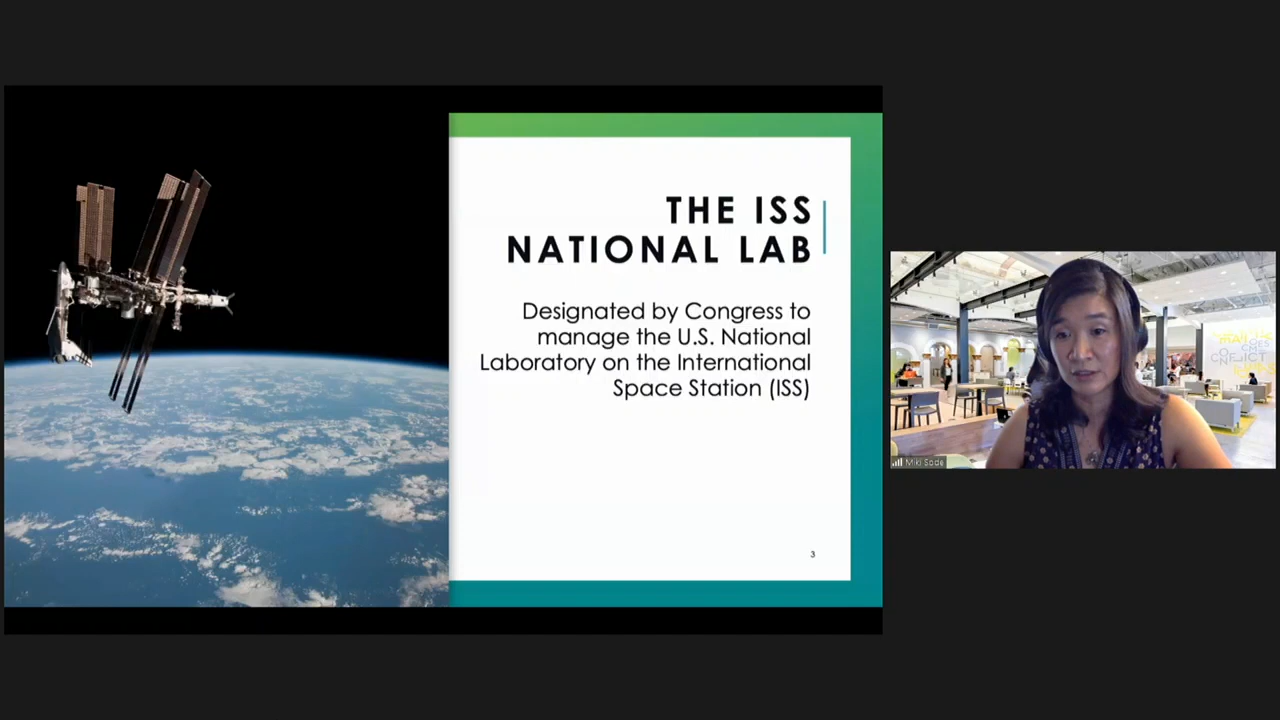 THE ISS
NATIONAL LAB
Designated by Congress to
manage the U.S. National
Laboratory on the International
Space Station (ISS)
3
Miki Sode
CONFLICT